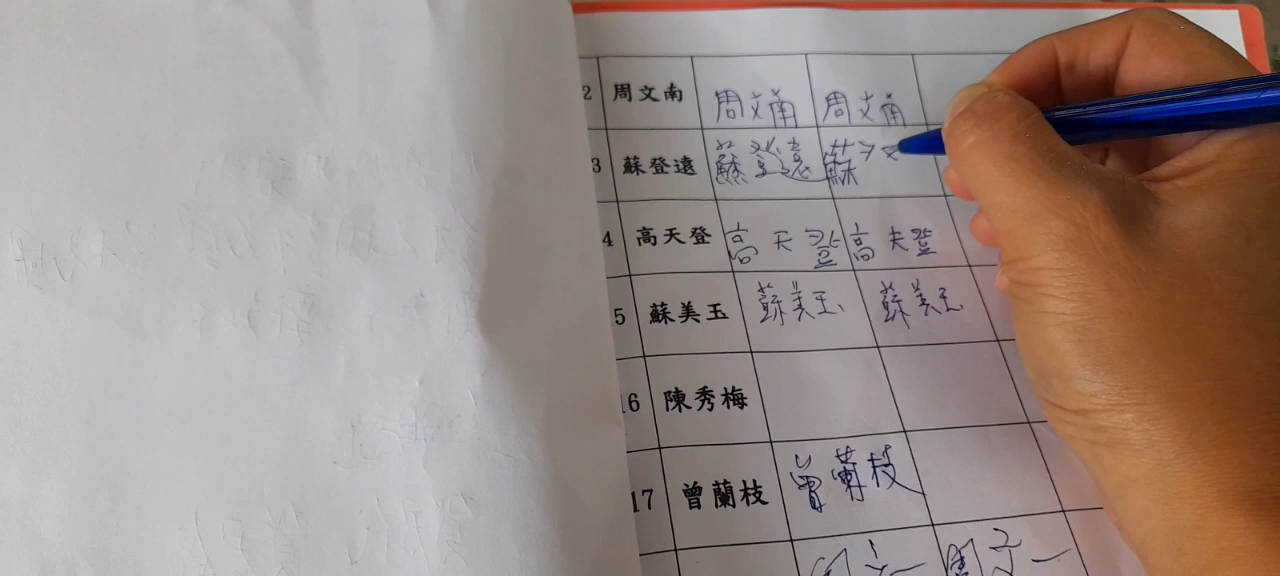 2 周文南 周文南 周文南
3 蘇登遠 蘇登遠 蘇
4 高天登 高天登 高天登
5 蘇美玉 蘇美玉 蘇美玉
16 陳秀梅
17 曾蘭枝 曾蘭枝